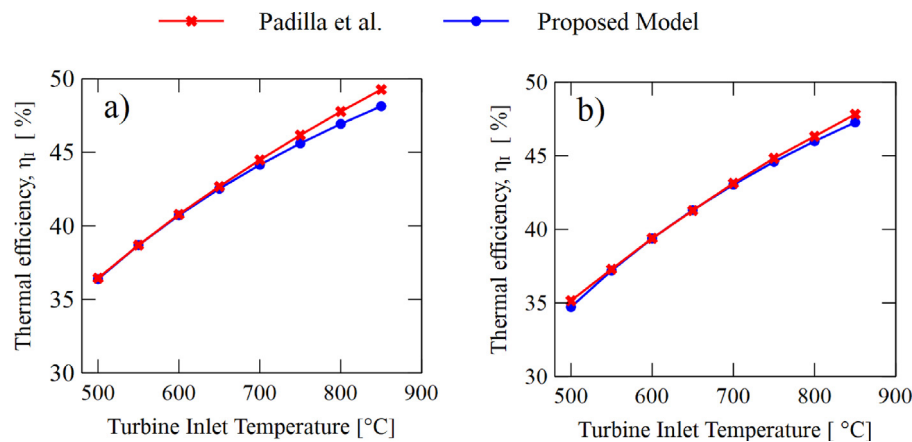 Padilla et al. Proposed Model
a)
50
45
40
35
30
500 600 700 800 900
Thermal efficiency, ηI [ %]
Turbine Inlet Temperature [°C]
b)
50
45
40
35
30
500 600 700 800 900
Thermal efficiency, ηI [ %]
Turbine Inlet Temperature [ °C]